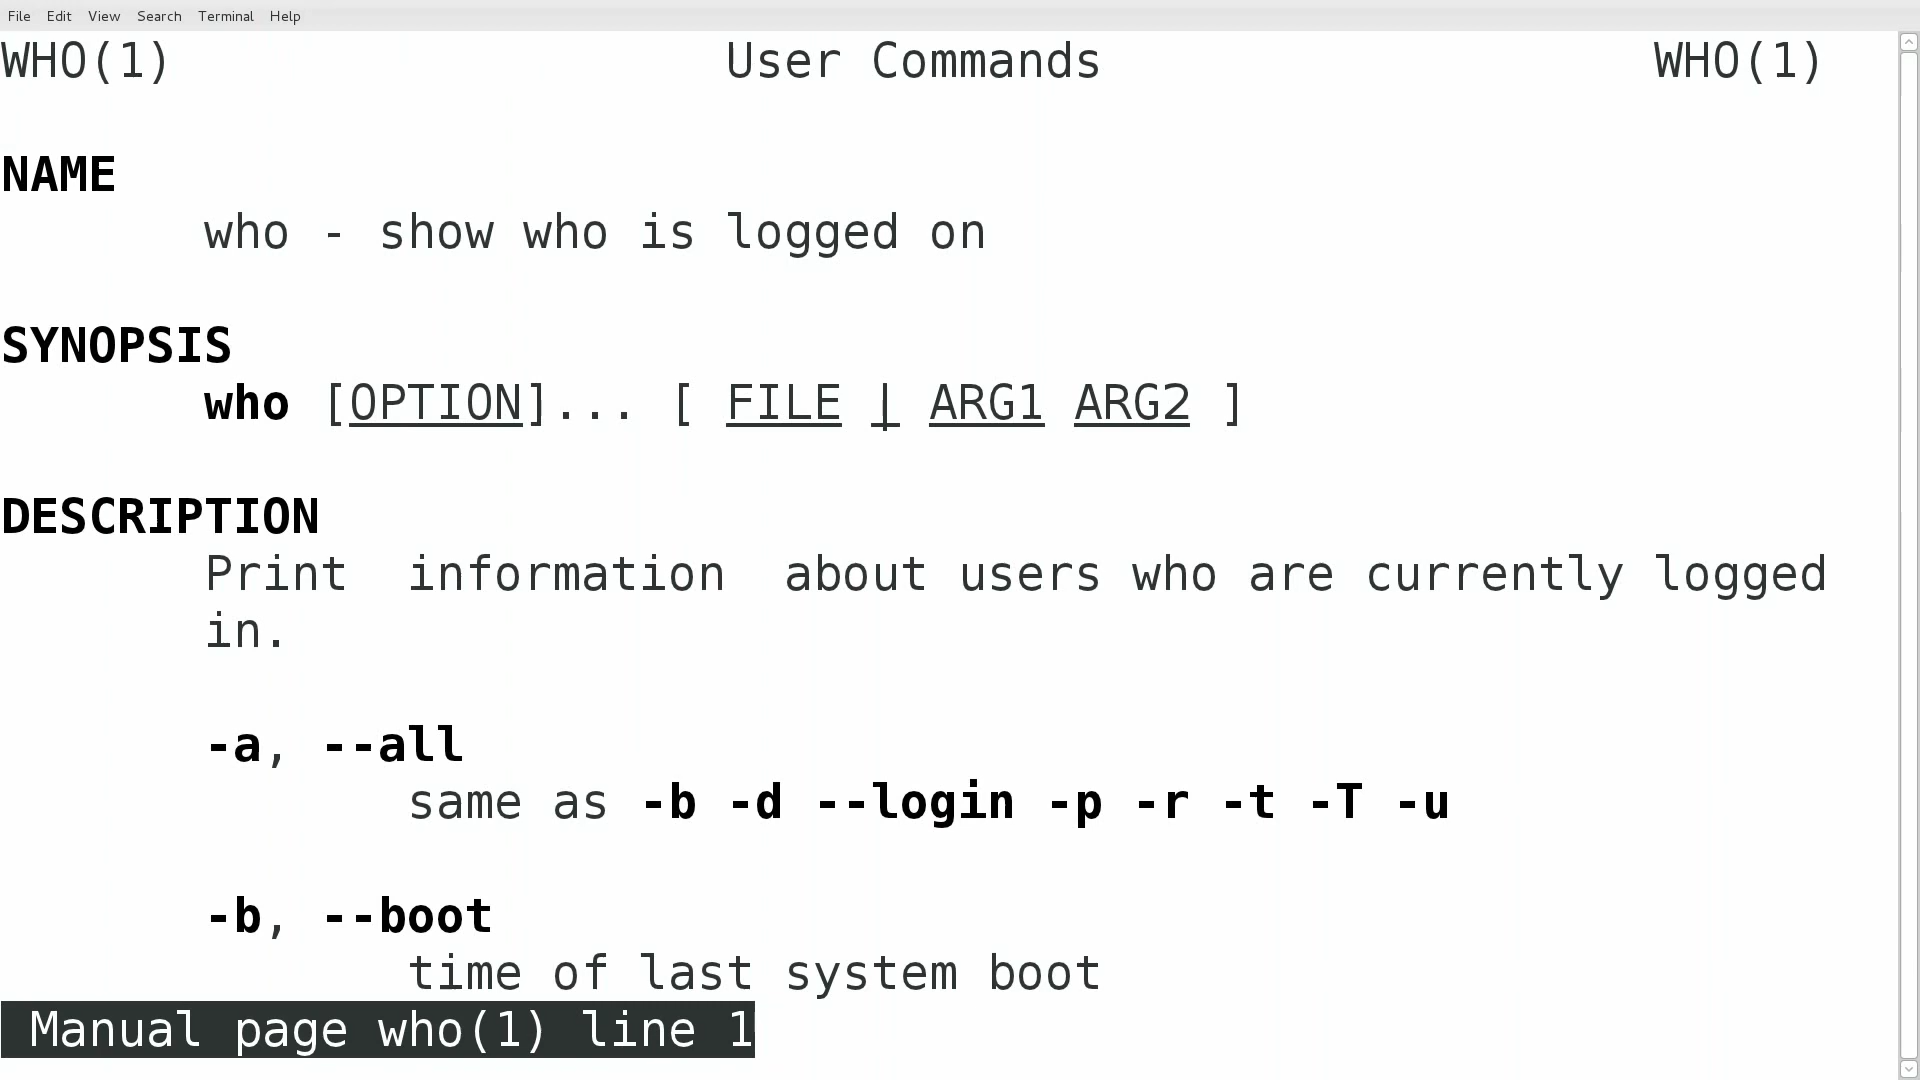 File Edit View Search Terminal Help
WHO(1) User Commands WHO(1)
NAME
who - show who is logged on
SYNOPSIS
who [OPTION]... [ FILE | ARG1 ARG2 ]
DESCRIPTION
Print information about users who are currently logged
in.
-a, --all
same as -b -d --login -p -r -t -T -u
-b, --boot
time of last system boot
Manual page who(1) line 1